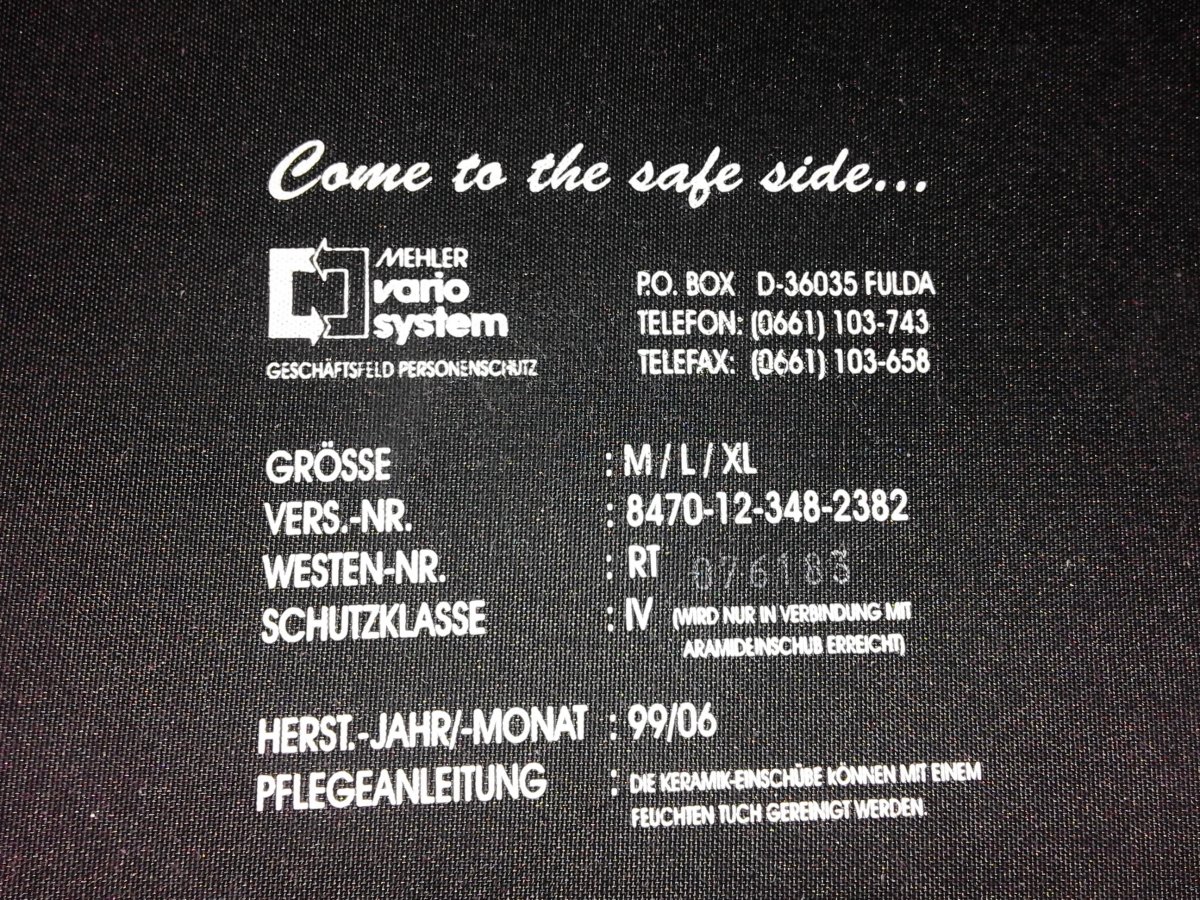 Come to the safe side...
MEHLER
vario
system
GESCHÄFTSFELD PERSONENSCHUTZ
P.O. BOX D-36035 FULDA
TELEFON: (0661) 103-743
TELEFAX: (0661) 103-658
GRÖSSE : M / L / XL
VERS.-NR. : 8470-12-348-2382
WESTEN-NR. : RT 076183
SCHUTZKLASSE : IV (WIRD NUR IN VERBINDUNG MIT
ARAMIDEINSCHUB ERREICHT)
HERST.-JAHR/-MONAT : 99/06
PFLEGEANLEITUNG : DIE KERAMIK-EINSCHÜBE KÖNNEN MIT EINEM
FEUCHTEN TUCH GEREINIGT WERDEN.